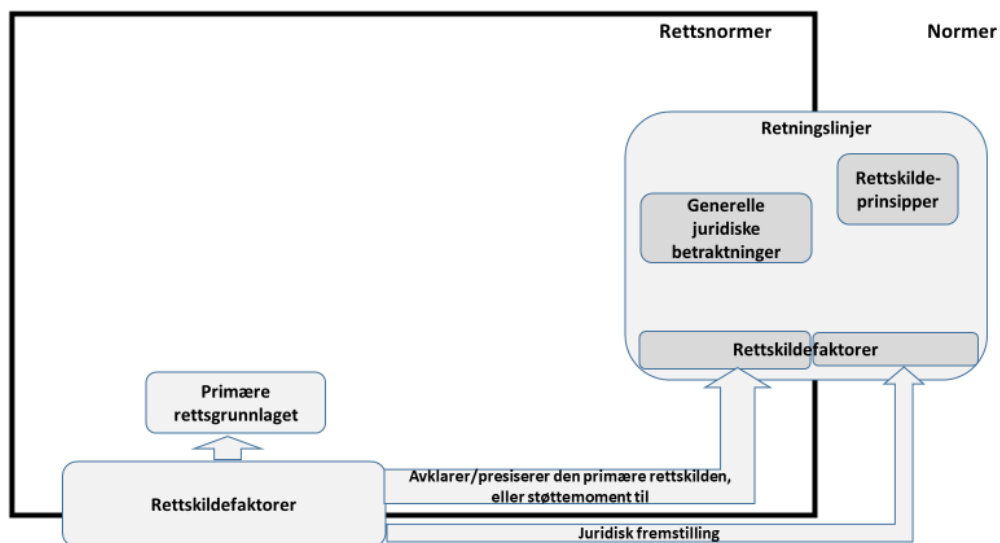 Rettsnormer
Normer
Retningslinjer
Rettskilde-
prinsipper
Generelle
juridiske
betraktninger
Rettskildefaktorer
Primære
rettsgrunnlaget
Rettskildefaktorer
Avklarer/presiserer den primære rettskilden,
eller støttemoment til
Juridisk fremstilling